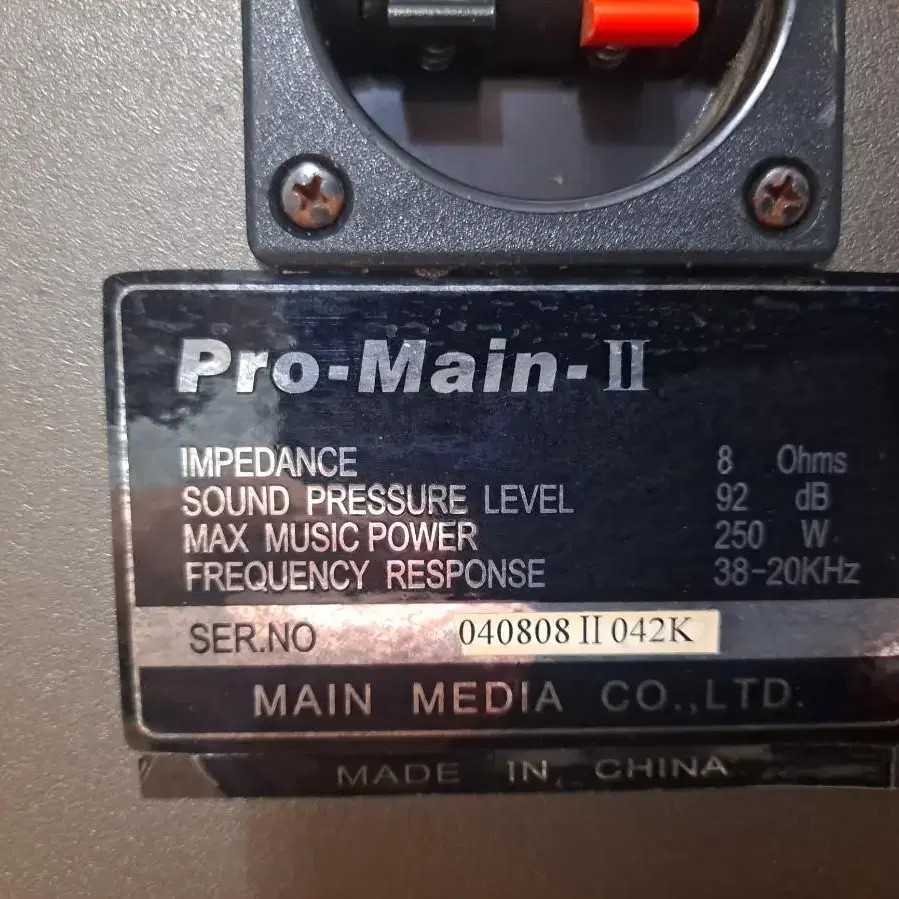 Pro-Main-II
IMPEDANCE 8 Ohms
SOUND PRESSURE LEVEL 92 dB
MAX MUSIC POWER 250 W
FREQUENCY RESPONSE 38-20KHz
SER.NO 040808 II 042K
MAIN MEDIA CO.,LTD.
MADE IN CHINA